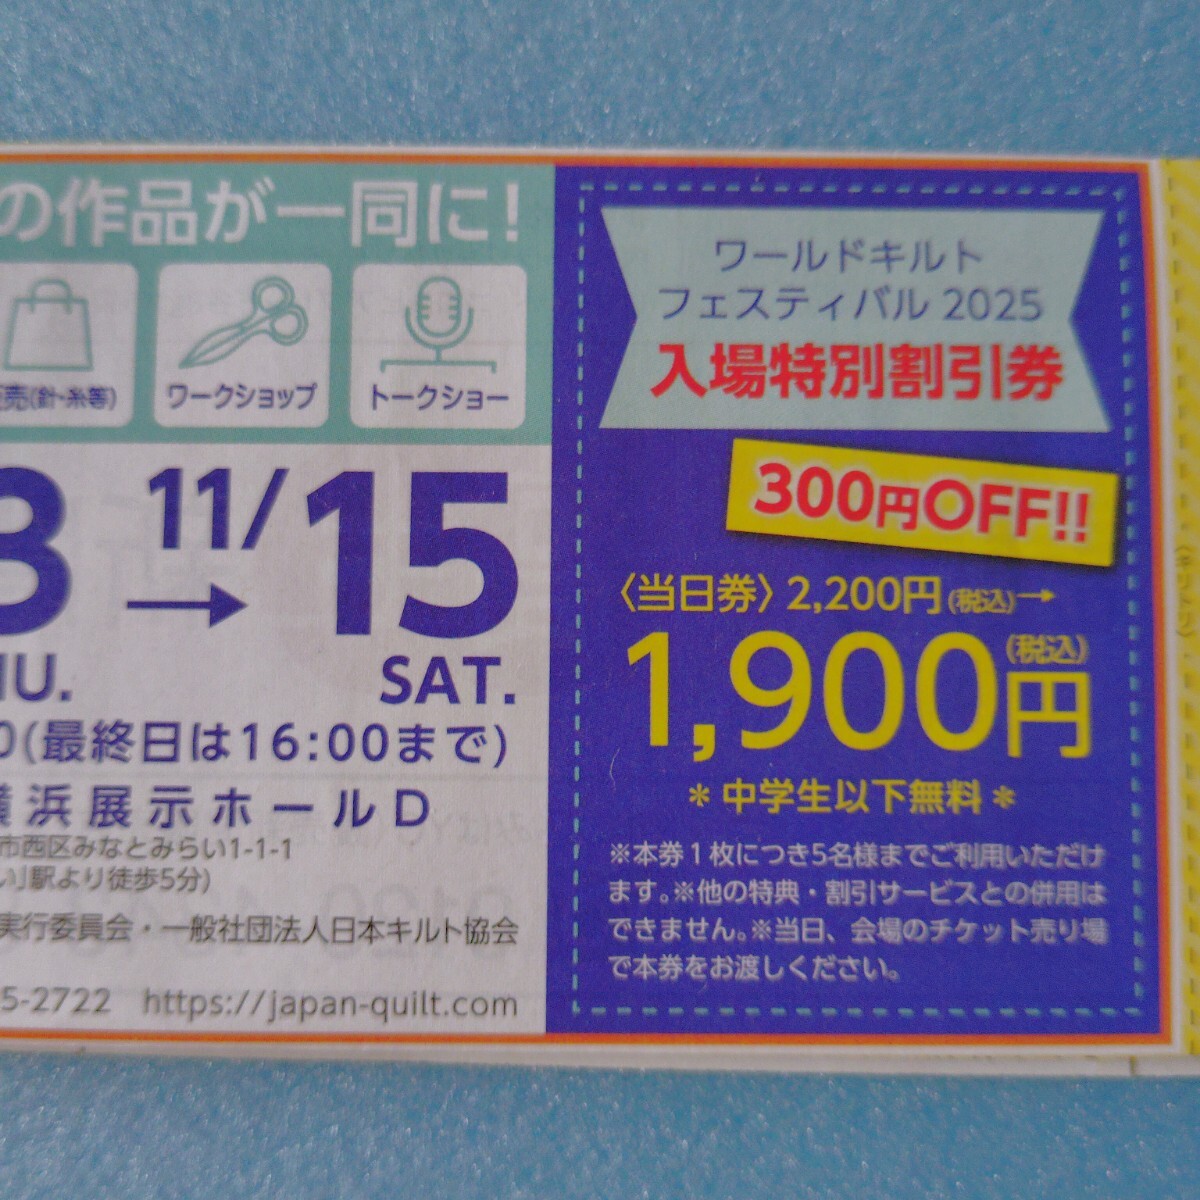 の作品が一同に!
売(針・糸等)
ワークショップ
トークショー
3 → 11/15
HU. SAT.
0(最終日は16:00まで)
横浜展示ホールD
市西区みなとみらい1-1-1
い」駅より徒歩5分)
実行委員会・一般社団法人日本キルト協会
5-2722 https://japan-quilt.com
ワールドキルト
フェスティバル 2025
入場特別割引券
300円OFF!!
〈当日券〉2,200円(税込)→
1,900円(税込)
＊中学生以下無料＊
※本券1枚につき5名様までご利用いただけ
ます。※他の特典・割引サービスとの併用は
できません。※当日、会場のチケット売り場
で本券をお渡しください。
(キリトリ)